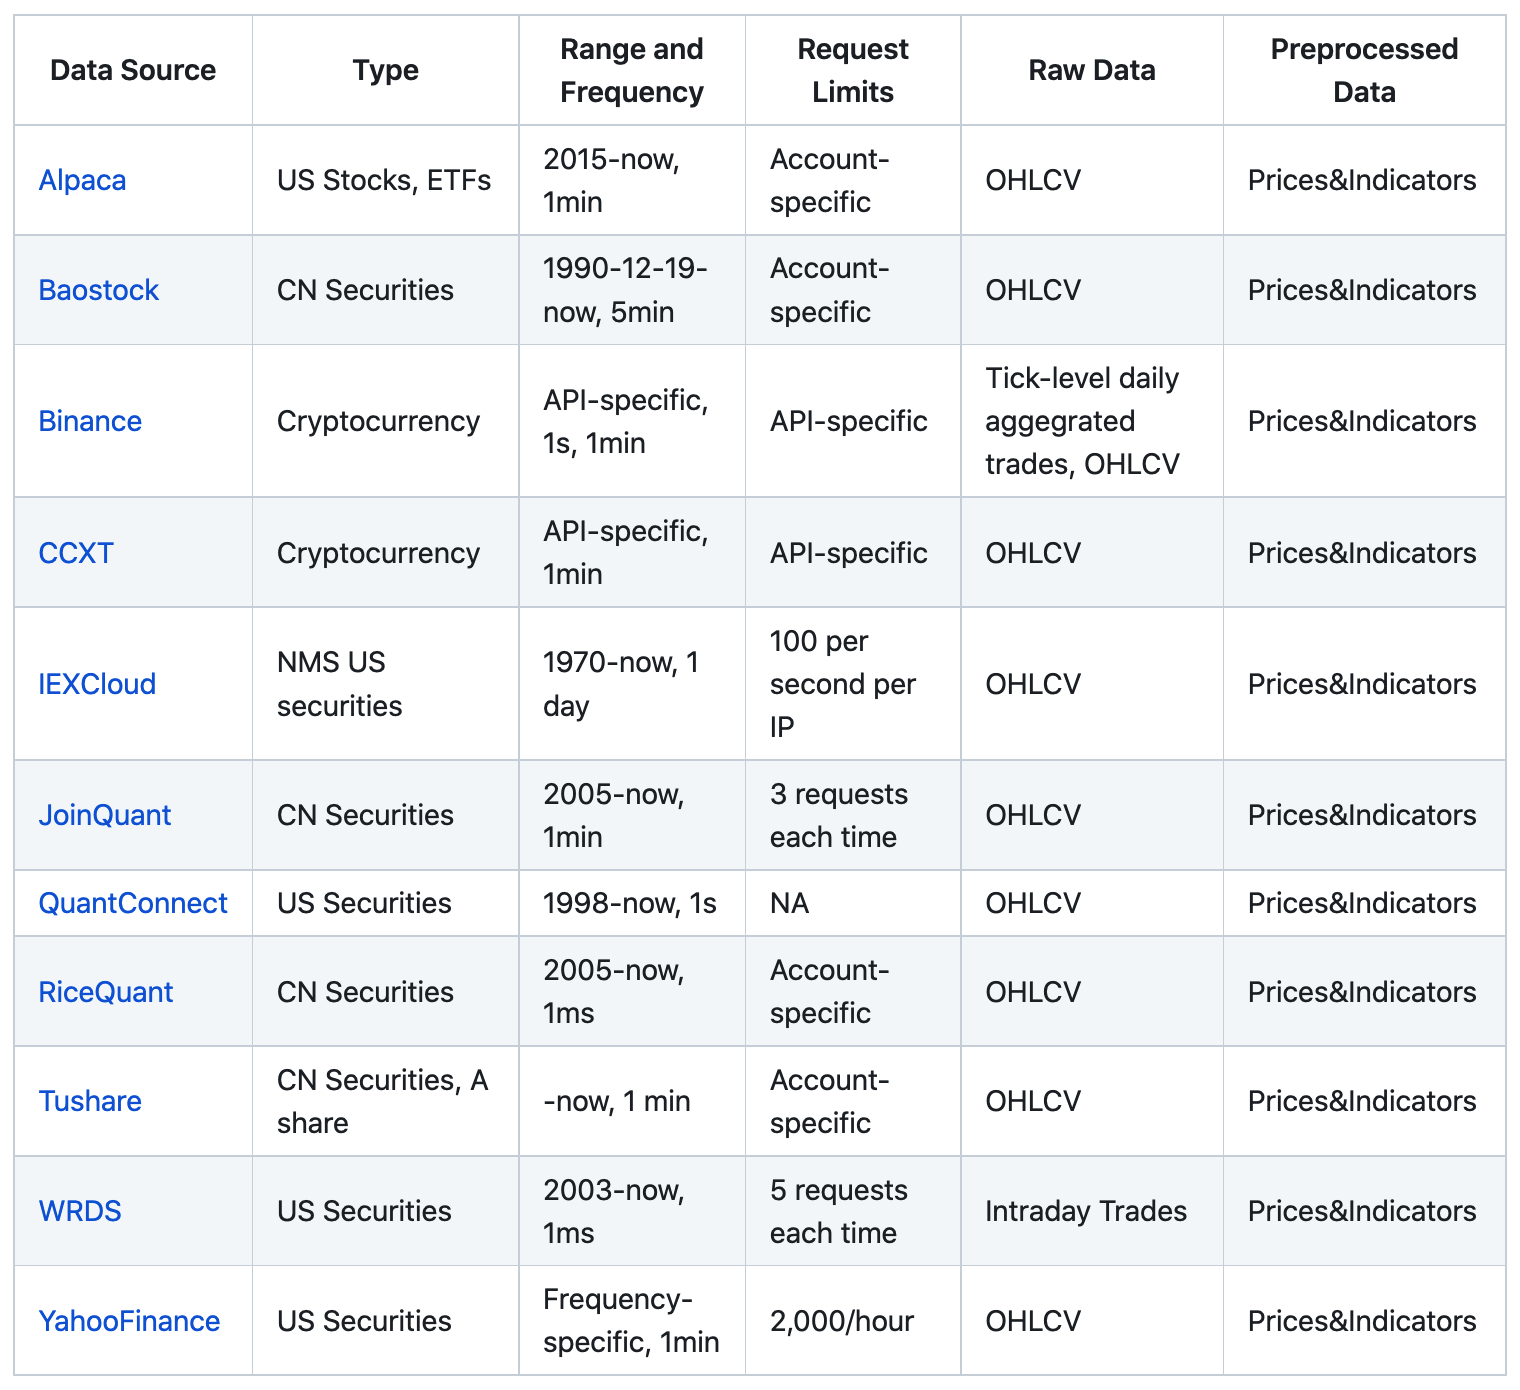 Data Source
Type
Range and
Frequency
Request
Limits
Raw Data
Preprocessed
Data
Alpaca
US Stocks, ETFs
2015-now,
1min
Account-
specific
OHLCV
Prices&Indicators
Baostock
CN Securities
1990-12-19-
now, 5min
Account-
specific
OHLCV
Prices&Indicators
Binance
Cryptocurrency
API-specific,
1s, 1min
API-specific
Tick-level daily
aggegrated
trades, OHLCV
Prices&Indicators
CCXT
Cryptocurrency
API-specific,
1min
API-specific
OHLCV
Prices&Indicators
IEXCloud
NMS US
securities
1970-now, 1
day
100 per
second per
IP
OHLCV
Prices&Indicators
JoinQuant
CN Securities
2005-now,
1min
3 requests
each time
OHLCV
Prices&Indicators
QuantConnect
US Securities
1998-now, 1s
NA
OHLCV
Prices&Indicators
RiceQuant
CN Securities
2005-now,
1ms
Account-
specific
OHLCV
Prices&Indicators
Tushare
CN Securities, A
share
-now, 1 min
Account-
specific
OHLCV
Prices&Indicators
WRDS
US Securities
2003-now,
1ms
5 requests
each time
Intraday Trades
Prices&Indicators
YahooFinance
US Securities
Frequency-
specific, 1min
2,000/hour
OHLCV
Prices&Indicators